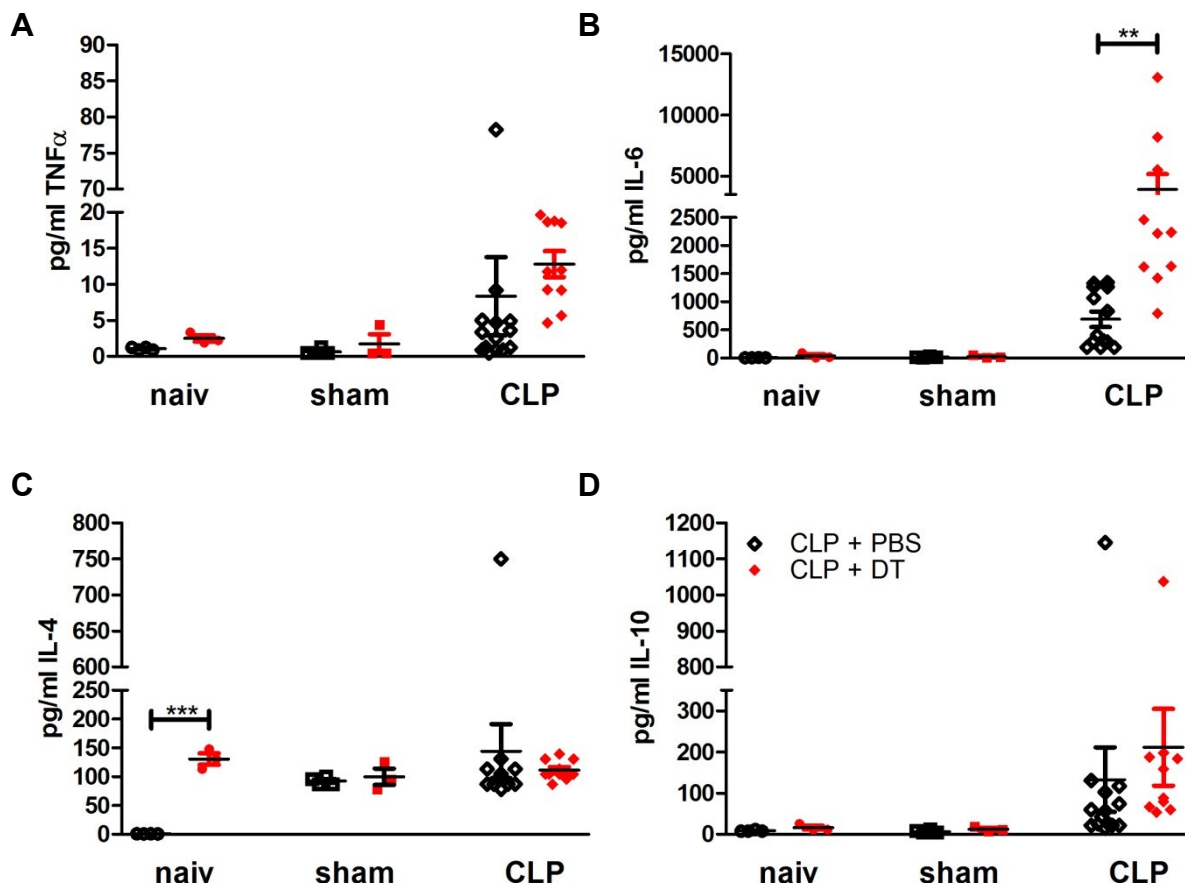 A
pg/ml TNFα
90
85
80
75
70
20
15
10
5
0
naiv sham CLP
B
pg/ml IL-6
**
15000
10000
5000
2500
2000
1500
1000
500
0
naiv sham CLP
C
pg/ml IL-4
800
750
700
650
600
250
200
150
100
50
0
***
naiv sham CLP
D
pg/ml IL-10
1200
1100
1000
900
800
300
200
100
0
CLP + PBS
CLP + DT
naiv sham CLP